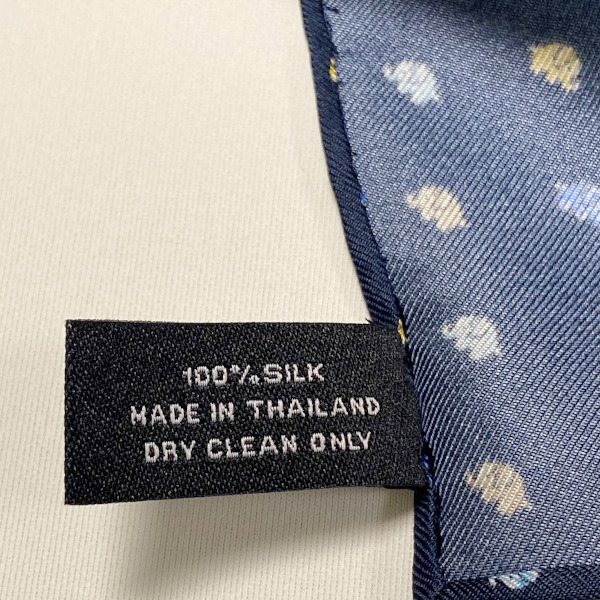 100% SILK
MADE IN THAILAND
DRY CLEAN ONLY